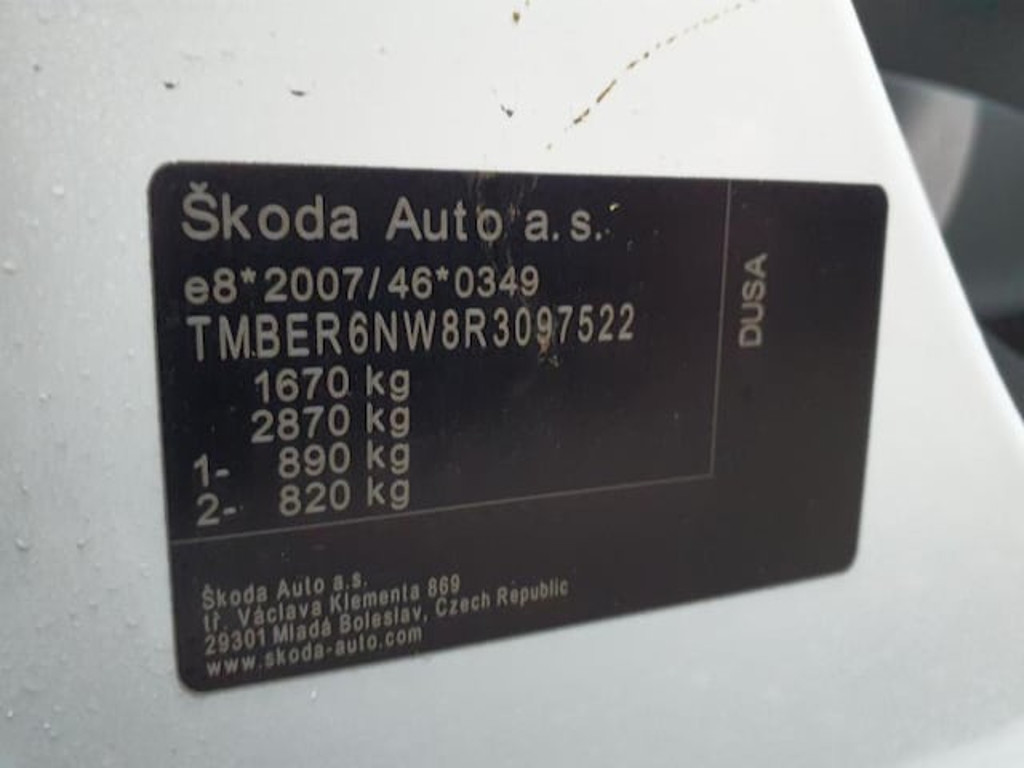 Škoda Auto a.s.
e8*2007/46*0349
TMBER6NW8R3097522
1670 kg
2870 kg
1- 890 kg
2- 820 kg
DUSA
Škoda Auto a.s.
tř. Václava Klementa 869
29301 Mladá Boleslav, Czech Republic
www.skoda-auto.com